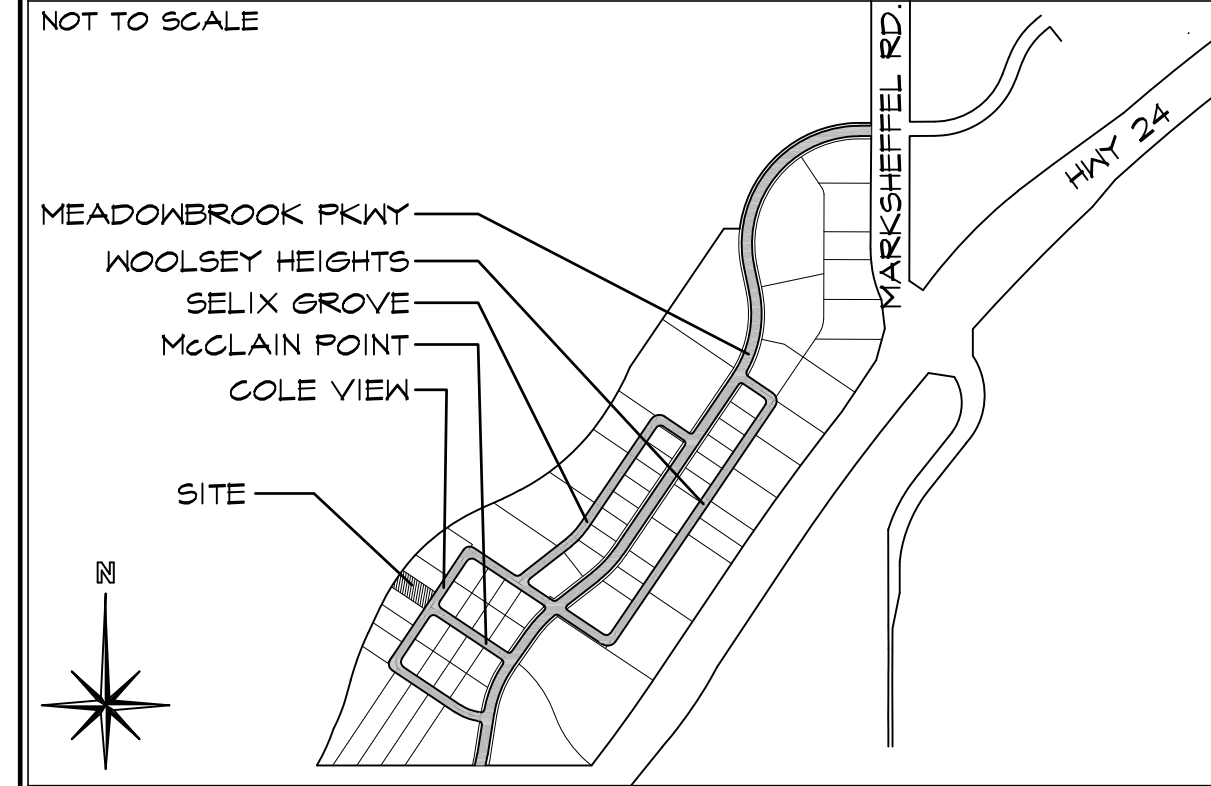 NOT TO SCALE
MARKSHEFFEL RD.
HWY 24
MEADOWBROOK PKWY
WOOLSEY HEIGHTS
SELIX GROVE
McCLAIN POINT
COLE VIEW
SITE
N